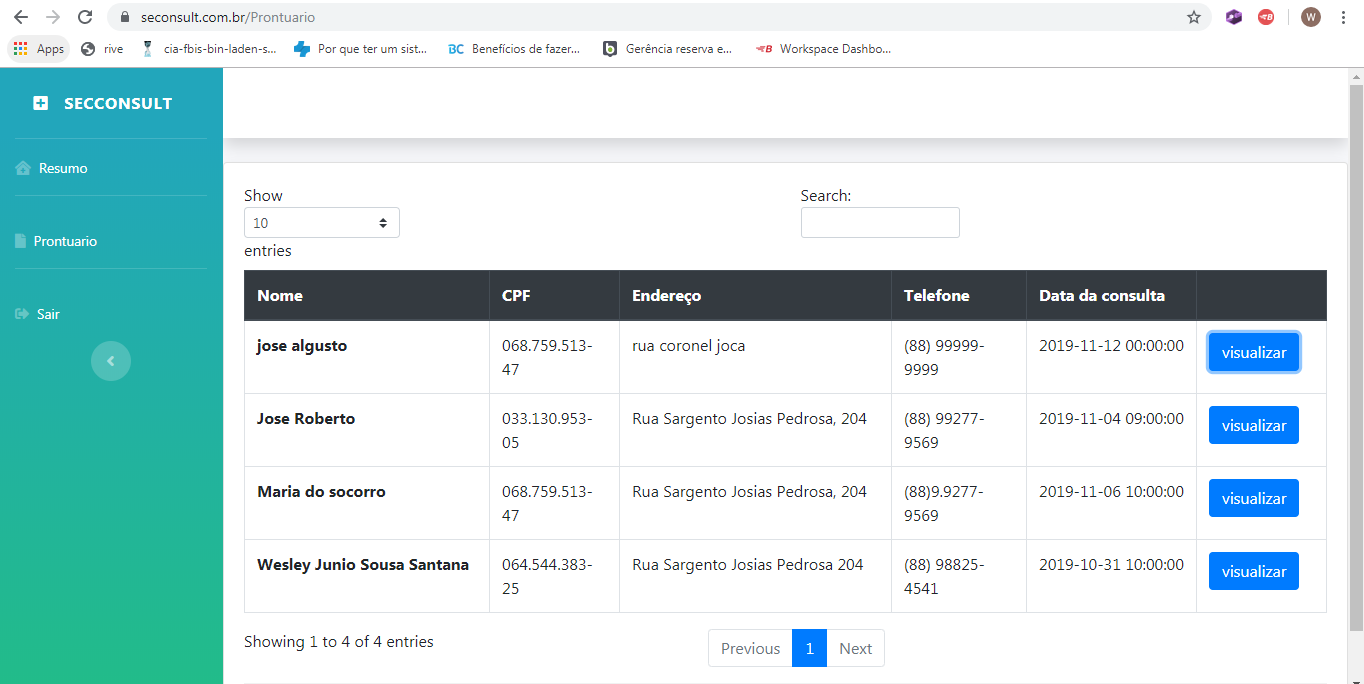 seconsult.com.br/Prontuario
W
Apps
rive
cia-fbis-bin-laden-s...
Por que ter um sist...
BC Benefícios de fazer...
Gerência reserva e...
Workspace Dashbo...
SECCONSULT
Resumo
Prontuario
Sair
Show
10
entries
Search:
Nome CPF Endereço Telefone Data da consulta
jose algusto 068.759.513- rua coronel joca (88) 99999- 2019-11-12 00:00:00 visualizar
47 9999
Jose Roberto 033.130.953- Rua Sargento Josias Pedrosa, 204 (88) 99277- 2019-11-04 09:00:00 visualizar
05 9569
Maria do socorro 068.759.513- Rua Sargento Josias Pedrosa, 204 (88)9.9277- 2019-11-06 10:00:00 visualizar
47 9569
Wesley Junio Sousa Santana 064.544.383- Rua Sargento Josias Pedrosa 204 (88) 98825- 2019-10-31 10:00:00 visualizar
25 4541
Showing 1 to 4 of 4 entries
Previous 1 Next